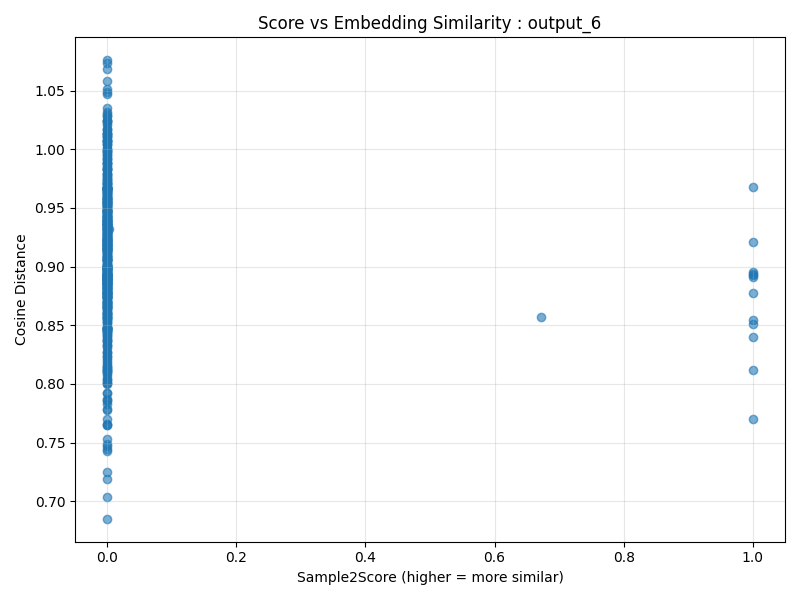 Score vs Embedding Similarity : output_6
Cosine Distance
1.05
1.00
0.95
0.90
0.85
0.80
0.75
0.70
0.0 0.2 0.4 0.6 0.8 1.0
Sample2Score (higher = more similar)